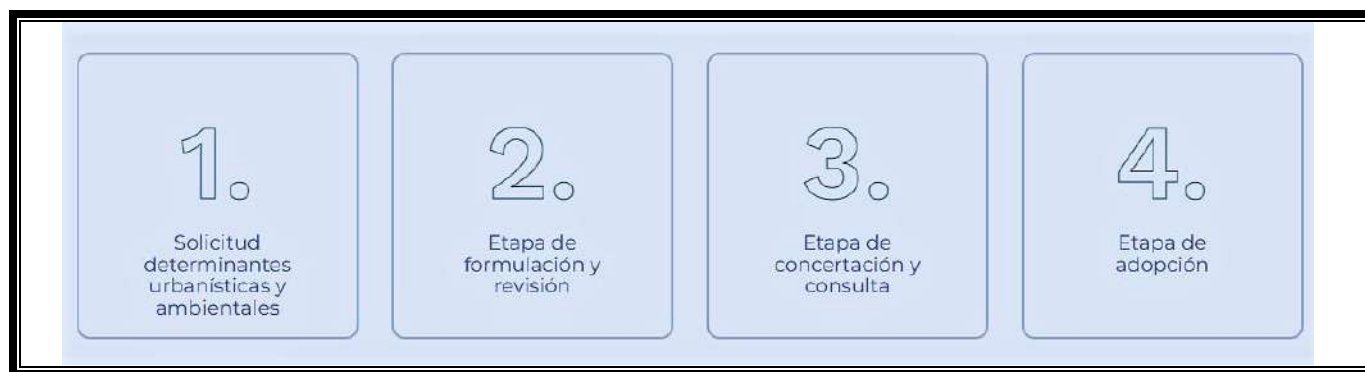 1.
Solicitud
determinantes
urbanísticas y
ambientales
2.
Etapa de
formulación y
revisión
3.
Etapa de
concertación y
consulta
4.
Etapa de
adopción